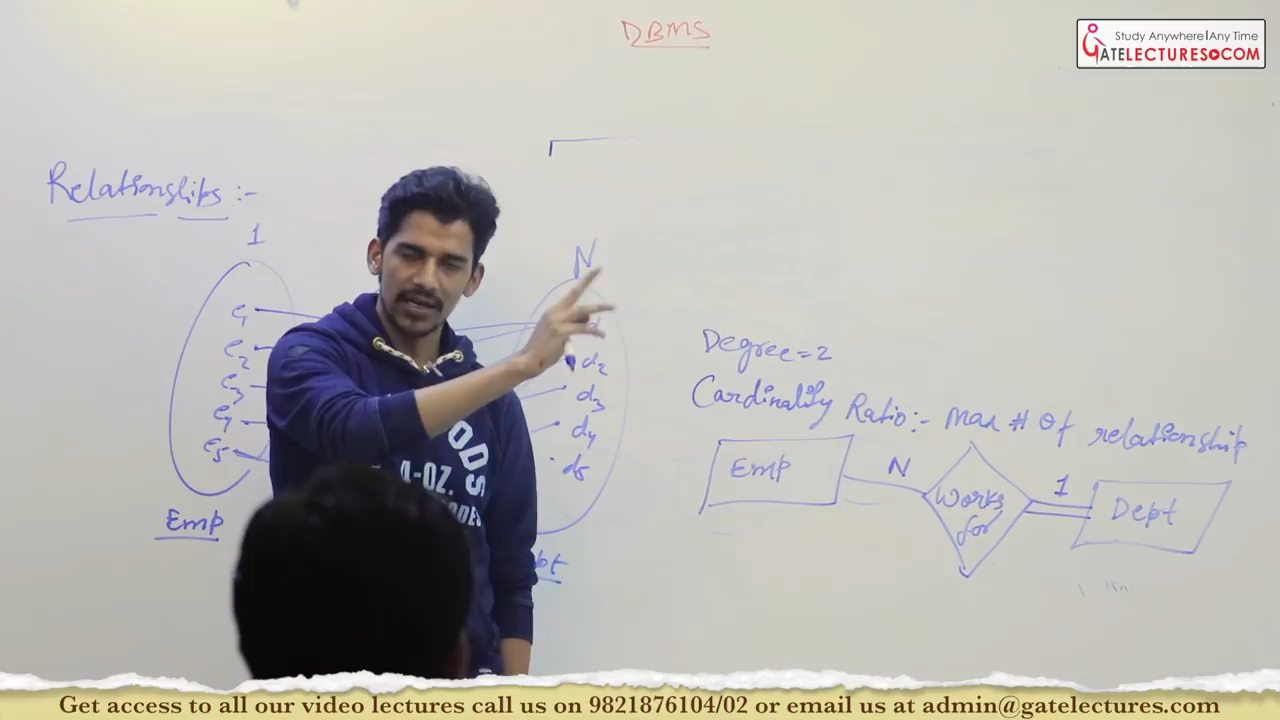 DBMS
Study Anywhere | Any Time
GATELECTURES.COM
Relationships :-
1
N
e1
e2
e3
e4
e5
d2
d3
d4
d5
Emp
Degree = 2
Cardinality Ratio :- Max # Of relationship
Emp
N
Works for
1
Dept
Get access to all our video lectures call us on 9821876104/02 or email us at admin@gatelectures.com